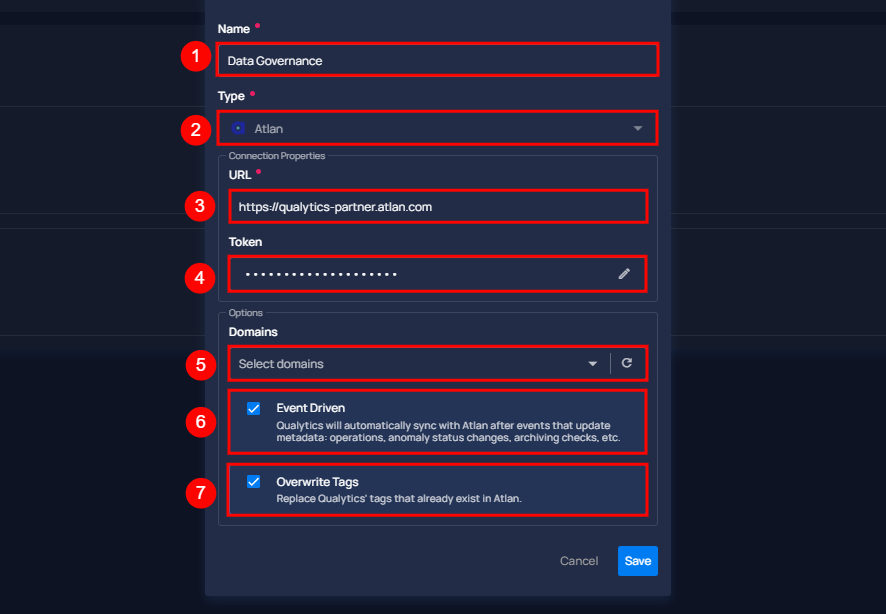 Name *
1
Data Governance
Type *
2
Atlan
Connection Properties
URL *
3
https://qualytics-partner.atlan.com
Token
4
••••••••••••••••••••
Options
Domains
5
Select domains
6
Event Driven
Qualytics will automatically sync with Atlan after events that update
metadata: operations, anomaly status changes, archiving checks, etc.
7
Overwrite Tags
Replace Qualytics' tags that already exist in Atlan.
Cancel
Save